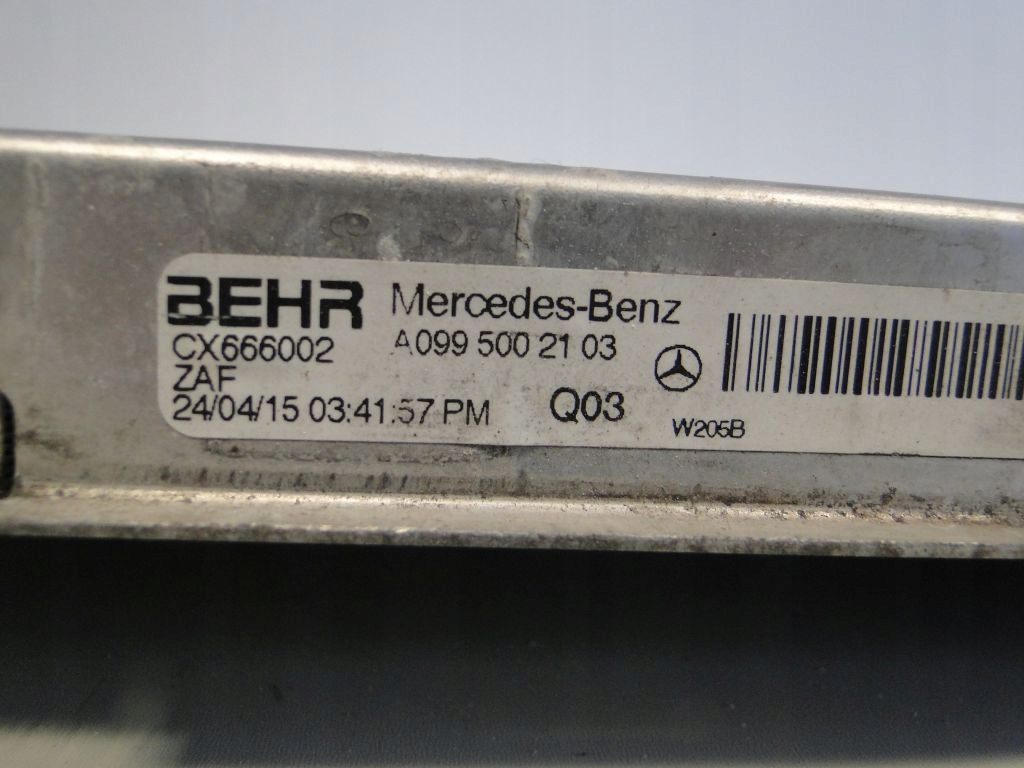 BEHR Mercedes-Benz
CX666002 A099 500 21 03
ZAF
24/04/15 03:41:57 PM Q03 W205B